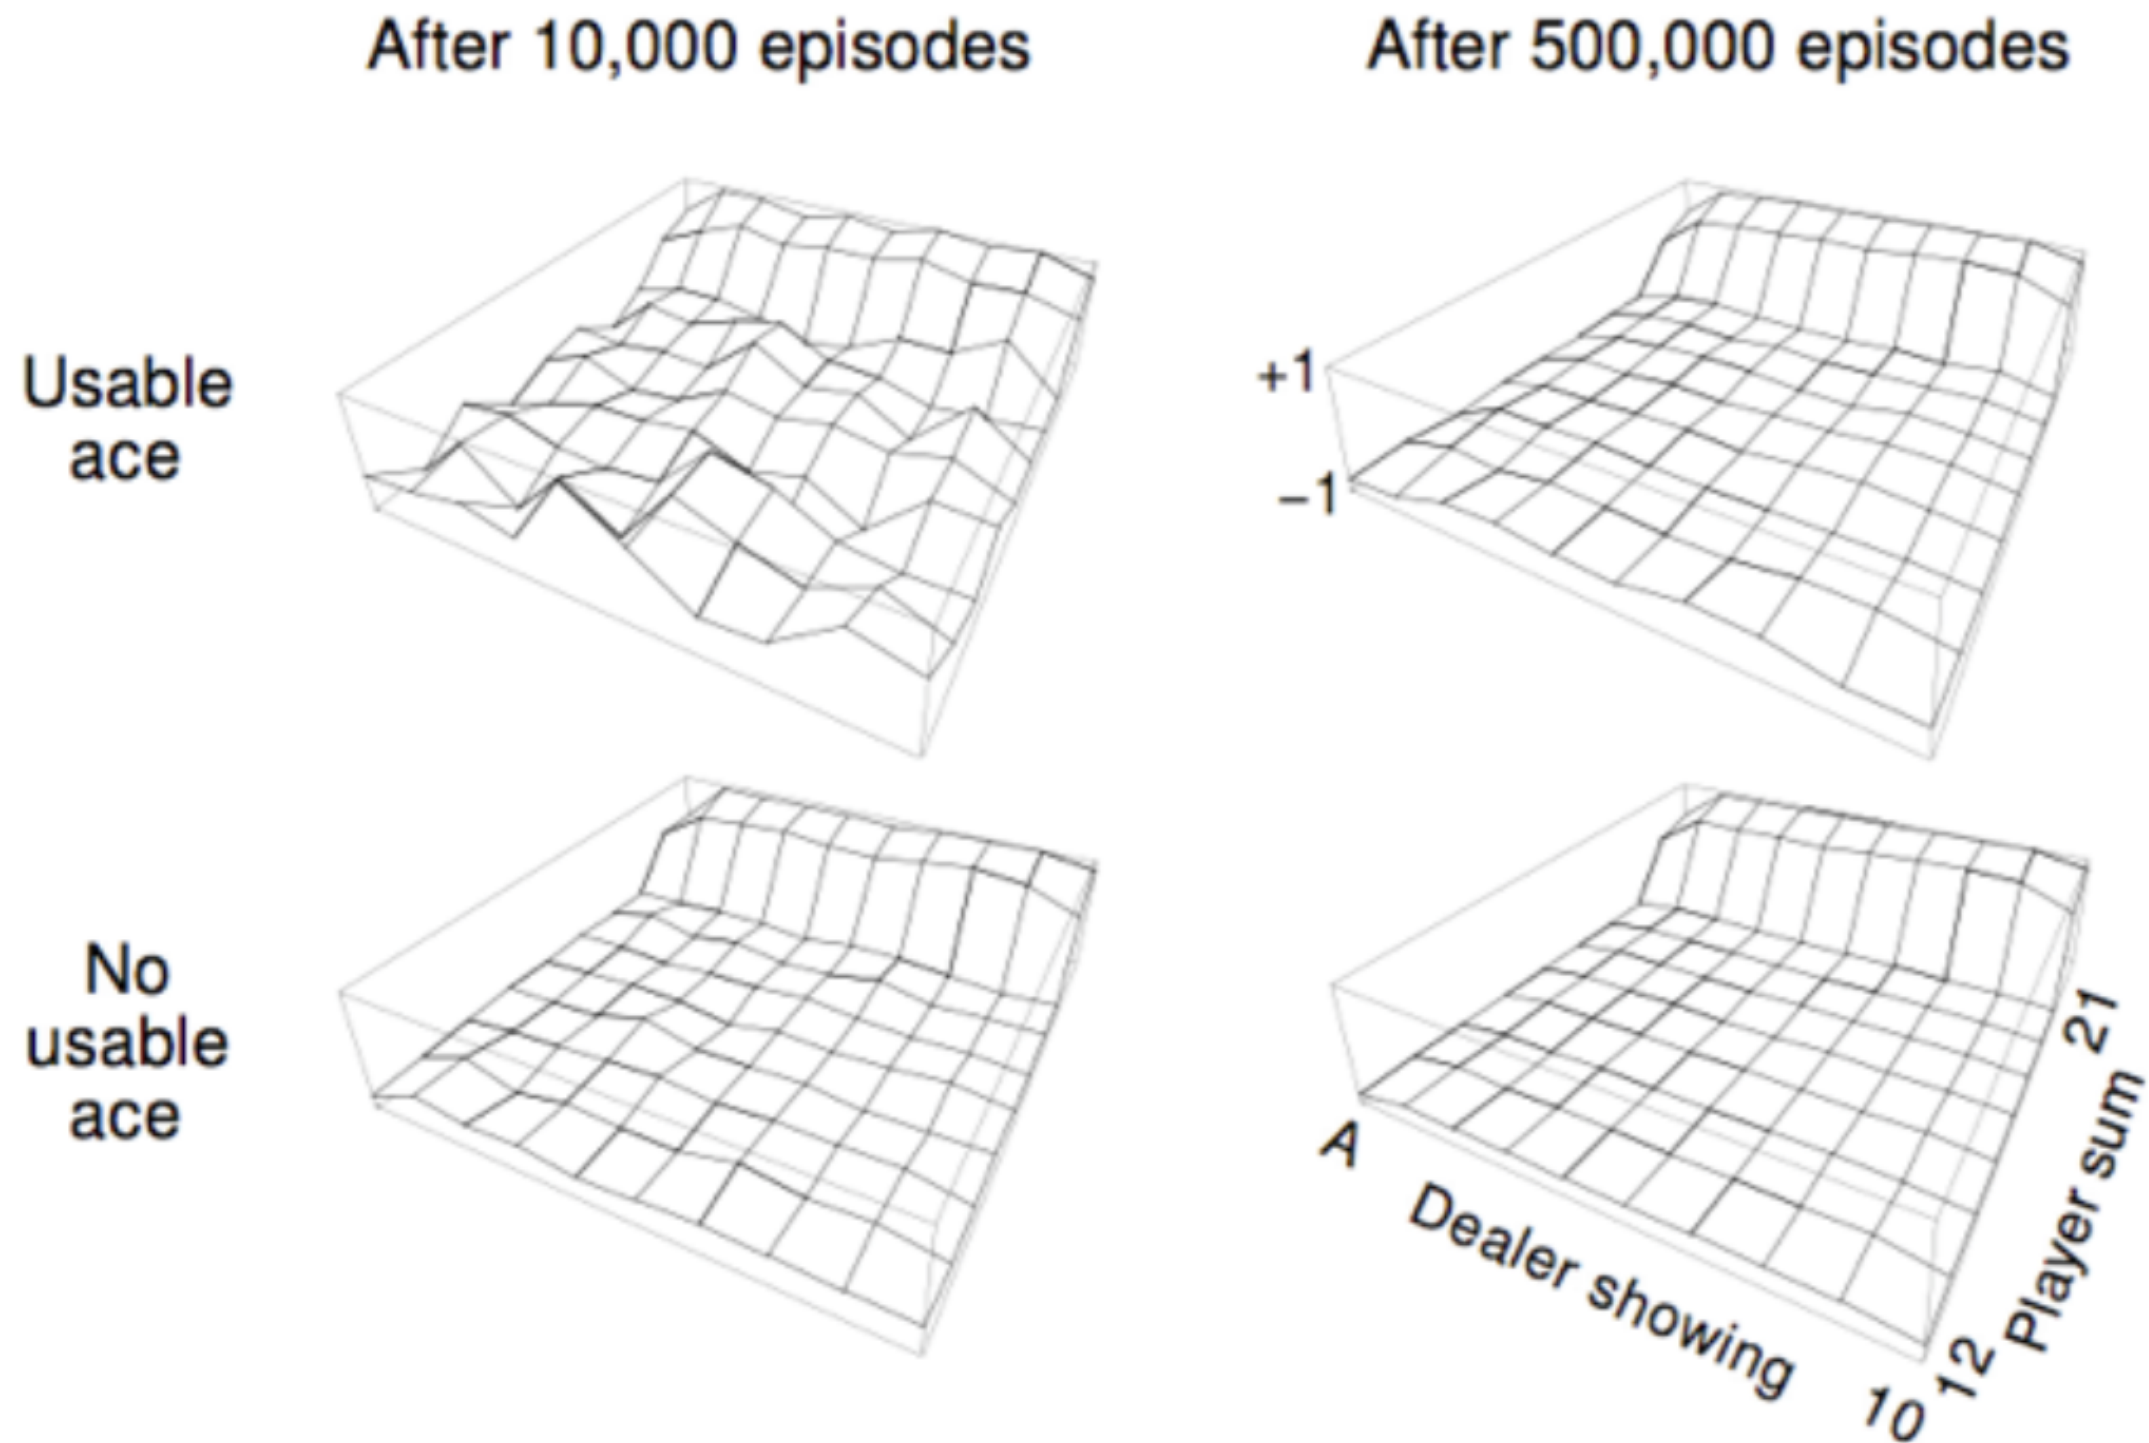 After 10,000 episodes
After 500,000 episodes
Usable
ace
+1
−1
No
usable
ace
A
Dealer showing
10
12
Player sum
21